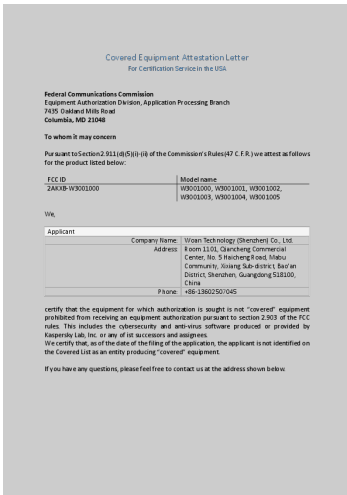 Covered Equipment Attestation Letter
For Certification Service in the USA
Federal Communications Commission
Equipment Authorization Division, Application Processing Branch
7435 Oakland Mills Road
Columbia, MD 21048
To whom it may concern
Pursuant to Section 2.911(d)(5)(i)-(ii) of the Commission's Rules (47 C.F.R.) we attest as follows
for the product listed below:
FCC ID Model name
2AKXB-W3001000 W3001000, W3001001, W3001002,
W3001003, W3001004, W3001005
We,
Applicant
Company Name: Woan Technology (Shenzhen) Co., Ltd.
Address: Room 1101, Qiancheng Commercial
Center, No. 5 Haicheng Road, Mabu
Community, Xixiang Sub-district, Bao'an
District, Shenzhen, Guangdong 518100,
China
Phone: +86-13602507045
certify that the equipment for which authorization is sought is not "covered" equipment
prohibited from receiving an equipment authorization pursuant to section 2.903 of the FCC
rules. This includes the cybersecurity and anti-virus software produced or provided by
Kaspersky Lab, Inc. or any of ist successors and assignees.
We certify that, as of the date of the filing of the application, the applicant is not identified on
the Covered List as an entity producing "covered" equipment.
If you have any questions, please feel free to contact us at the address shown below.